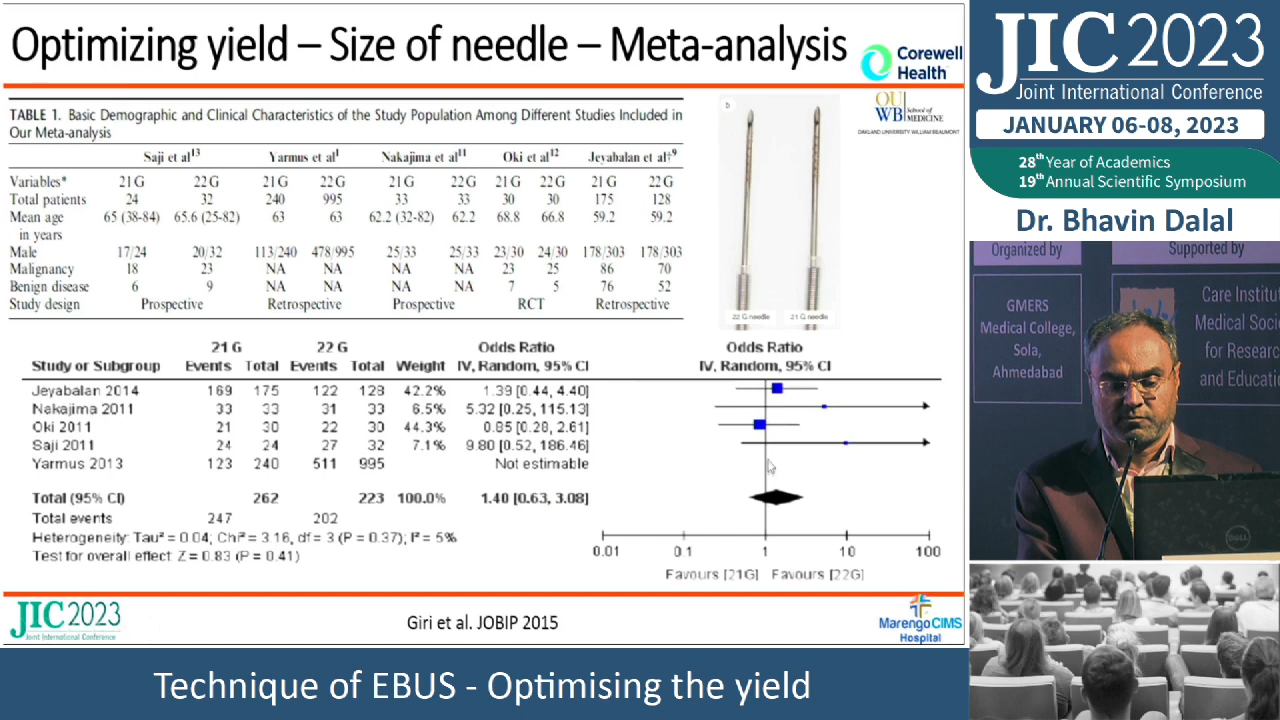 Optimizing yield – Size of needle – Meta-analysis
Corewell Health
OU WB School of MEDICINE
OAKLAND UNIVERSITY WILLIAM BEAUMONT
TABLE 1. Basic Demographic and Clinical Characteristics of the Study Population Among Different Studies Included in
Our Meta-analysis
Saji et al13 Yarmus et al1 Nakajima et al11 Oki et al12 Jeyabalan et al†9
Variables* 21 G 22 G 21 G 22 G 21 G 22 G 21 G 22 G 21 G 22 G
Total patients 24 32 240 995 33 33 30 30 175 128
Mean age 65 (38-84) 65.6 (25-82) 63 63 62.2 (32-82) 62.2 68.8 66.8 59.2 59.2
in years
Male 17/24 20/32 113/240 478/995 25/33 25/33 23/30 24/30 178/303 178/303
Malignancy 18 23 NA NA NA NA 23 25 86 70
Benign disease 6 9 NA NA NA NA 7 5 76 52
Study design Prospective Retrospective Prospective RCT Retrospective
b
22 G needle 21 G needle
21 G 22 G Odds Ratio Odds Ratio
Study or Subgroup Events Total Events Total Weight IV, Random, 95% CI IV, Random, 95% CI
Jeyabalan 2014 169 175 122 128 42.2% 1.39 [0.44, 4.40]
Nakajima 2011 33 33 31 33 6.5% 5.32 [0.25, 115.13]
Oki 2011 21 30 22 30 44.3% 0.85 [0.28, 2.61]
Saji 2011 24 24 27 32 7.1% 9.80 [0.52, 186.46]
Yarmus 2013 123 240 511 995 Not estimable
Total (95% CI) 262 223 100.0% 1.40 [0.63, 3.08]
Total events 247 202
Heterogeneity: Tau² = 0.04; Chi² = 3.16, df = 3 (P = 0.37); I² = 5%
Test for overall effect: Z = 0.83 (P = 0.41)
0.01 0.1 1 10 100
Favours [21G] Favours [22G]
JIC 2023
Joint International Conference
Giri et al. JOBIP 2015
Marengo CIMS
Hospital
Technique of EBUS - Optimising the yield
JIC 2023
Joint International Conference
JANUARY 06-08, 2023
28th Year of Academics
19th Annual Scientific Symposium
Dr. Bhavin Dalal
Organized by
GMERS
Medical College,
Sola,
Ahmedabad
Supported by
Care Institu
Medical Socie
for Researc
and Educatio
DELL